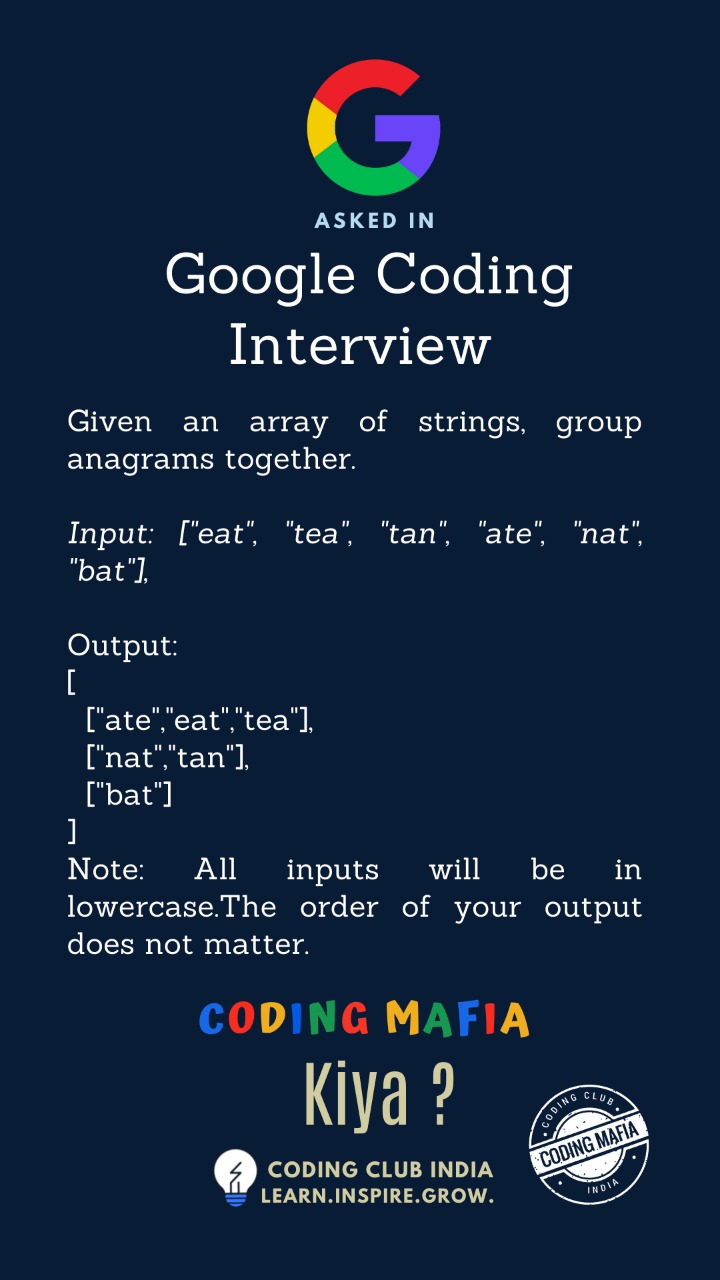 G
ASKED IN
Google Coding
Interview
Given an array of strings, group
anagrams together.
Input: ["eat", "tea", "tan", "ate", "nat",
"bat"],
Output:
[
["ate","eat","tea"],
["nat","tan"],
["bat"]
]
Note: All inputs will be in
lowercase.The order of your output
does not matter.
CODING MAFIA
Kiya ?
CODING CLUB INDIA
LEARN.INSPIRE.GROW.
CODING CLUB
CODING MAFIA
INDIA